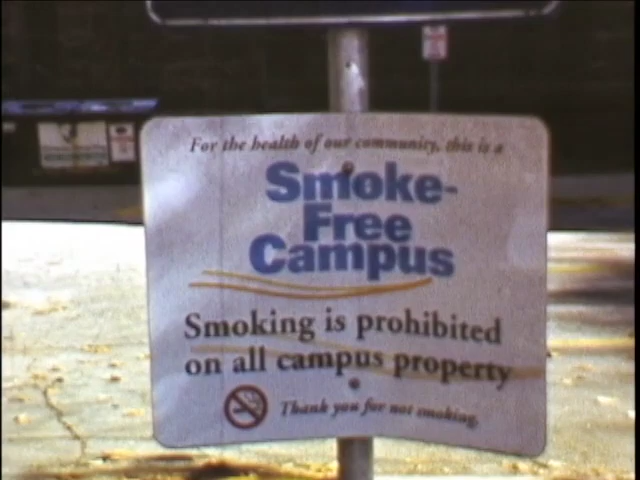 For the health of our community, this is a
Smoke-
Free
Campus
Smoking is prohibited
on all campus property
Thank you for not smoking.